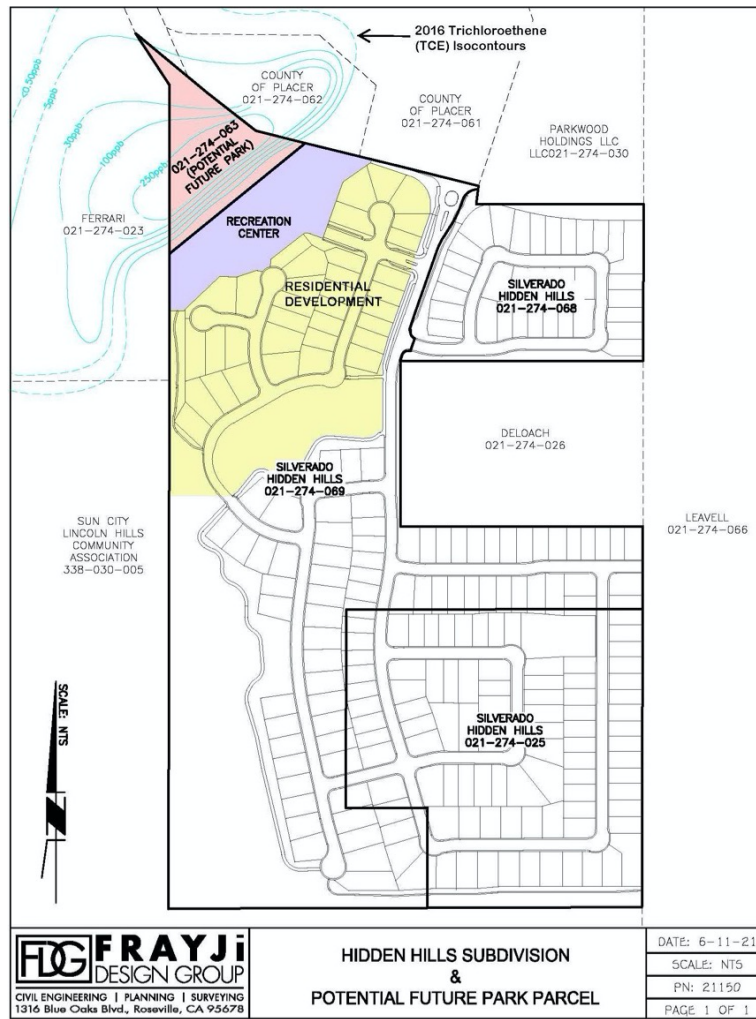 2016 Trichloroethene
(TCE) Isocontours
<0.50ppb
5ppb
30ppb
100ppb
250ppb
COUNTY
OF PLACER
021-274-062
COUNTY
OF PLACER
021-274-061
PARKWOOD
HOLDINGS LLC
LLC021-274-030
021-274-063
(POTENTIAL
FUTURE PARK)
FERRARI
021-274-023
RECREATION
CENTER
RESIDENTIAL
DEVELOPMENT
SILVERADO
HIDDEN HILLS
021-274-068
DELOACH
021-274-026
SILVERADO
HIDDEN HILLS
021-274-069
SUN CITY
LINCOLN HILLS
COMMUNITY
ASSOCIATION
338-030-005
LEAVELL
021-274-066
SILVERADO
HIDDEN HILLS
021-274-025
SCALE: NTS
FDG FRAYJi
DESIGN GROUP
CIVIL ENGINEERING | PLANNING | SURVEYING
1316 Blue Oaks Blvd., Roseville, CA 95678
HIDDEN HILLS SUBDIVISION
&
POTENTIAL FUTURE PARK PARCEL
DATE: 6-11-21
SCALE: NTS
PN: 21150
PAGE 1 OF 1